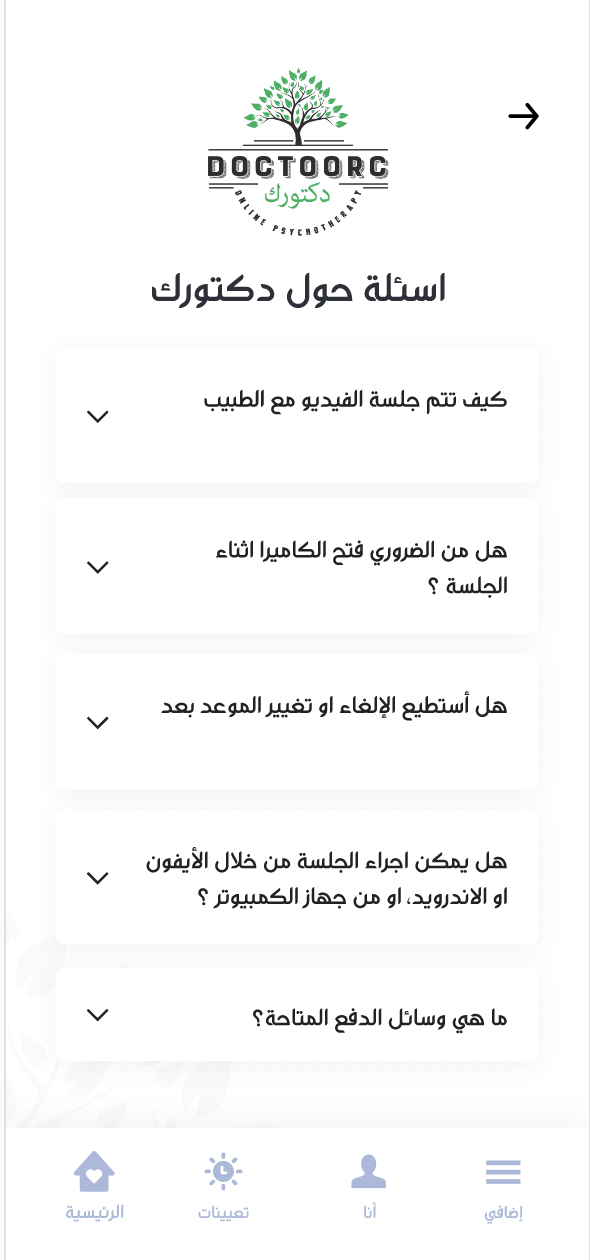 DOCTOORC
دكتورك
ONLINE PSYCHOTHERAPY
اسئلة حول دكتورك
كيف تتم جلسة الفيديو مع الطبيب
هل من الضروري فتح الكاميرا اثناء
الجلسة ؟
هل أستطيع الإلغاء او تغيير الموعد بعد
هل يمكن اجراء الجلسة من خلال الأيفون
او الاندرويد، او من جهاز الكمبيوتر ؟
ما هي وسائل الدفع المتاحة؟
إضافي
أنا
تعيينات
الرئيسية